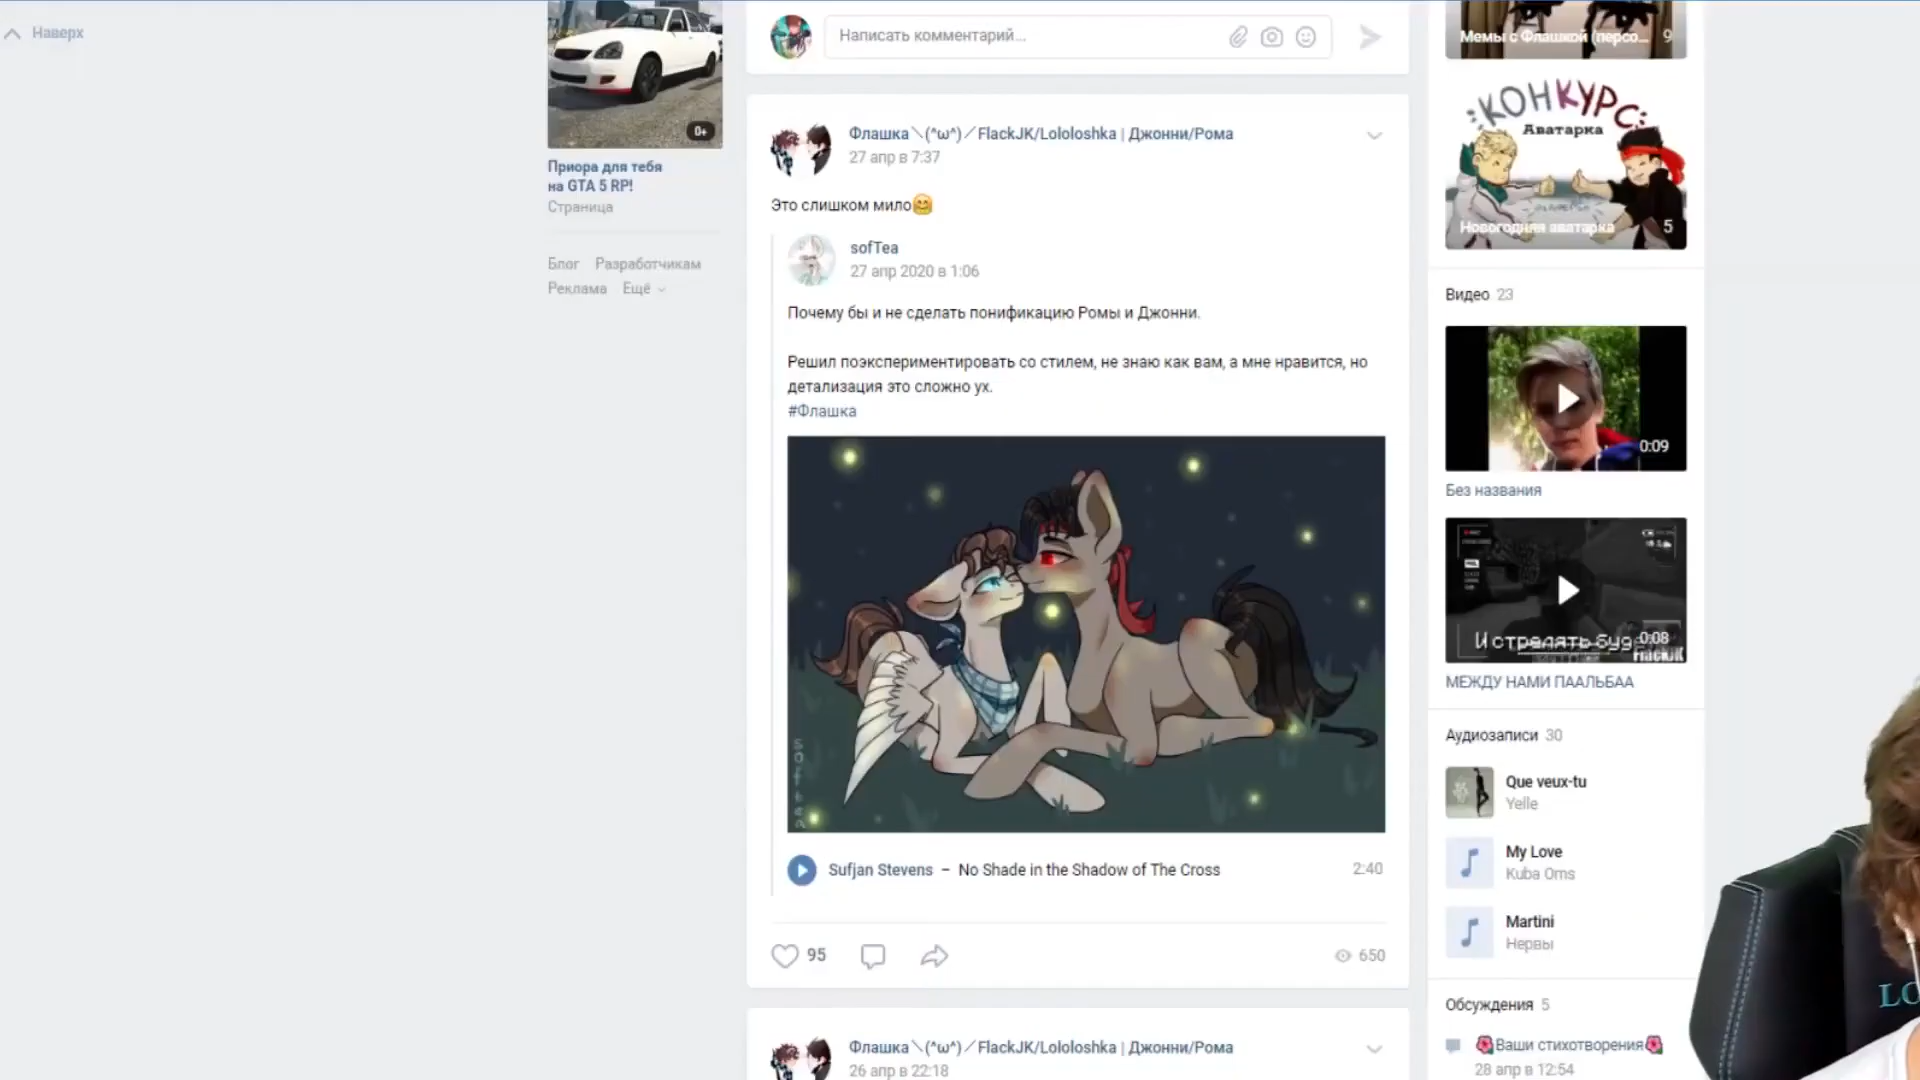 Наверх
0+
Приора для тебя
на GTA 5 RP!
Страница
Блог Разработчикам
Реклама Ещё
Написать комментарий...
Флашка＼(^ω^)／FlackJK/Lololoshka | Джонни/Рома
27 апр в 7:37
Это слишком мило🤗
sofTea
27 апр 2020 в 1:06
Почему бы и не сделать понификацию Ромы и Джонни.
Решил поэкспериментировать со стилем, не знаю как вам, а мне нравится, но
детализация это сложно ух.
#Флашка
softea
Sufjan Stevens – No Shade in the Shadow of The Cross 2:40
95
650
Флашка＼(^ω^)／FlackJK/Lololoshka | Джонни/Рома
26 апр в 22:18
Мемы с Флашкой (персо... 9
КОНКУРС
Аватарка
Новогодняя аватарка 5
Видео 23
0:09
Без названия
И стрелять буд 0:08
FlackJK
МЕЖДУ НАМИ ПААЛЬБАА
Аудиозаписи 30
Que veux-tu
Yelle
My Love
Kuba Oms
Martini
Нервы
Обсуждения 5
🌺Ваши стихотворения🌺
28 апр в 12:54
LO